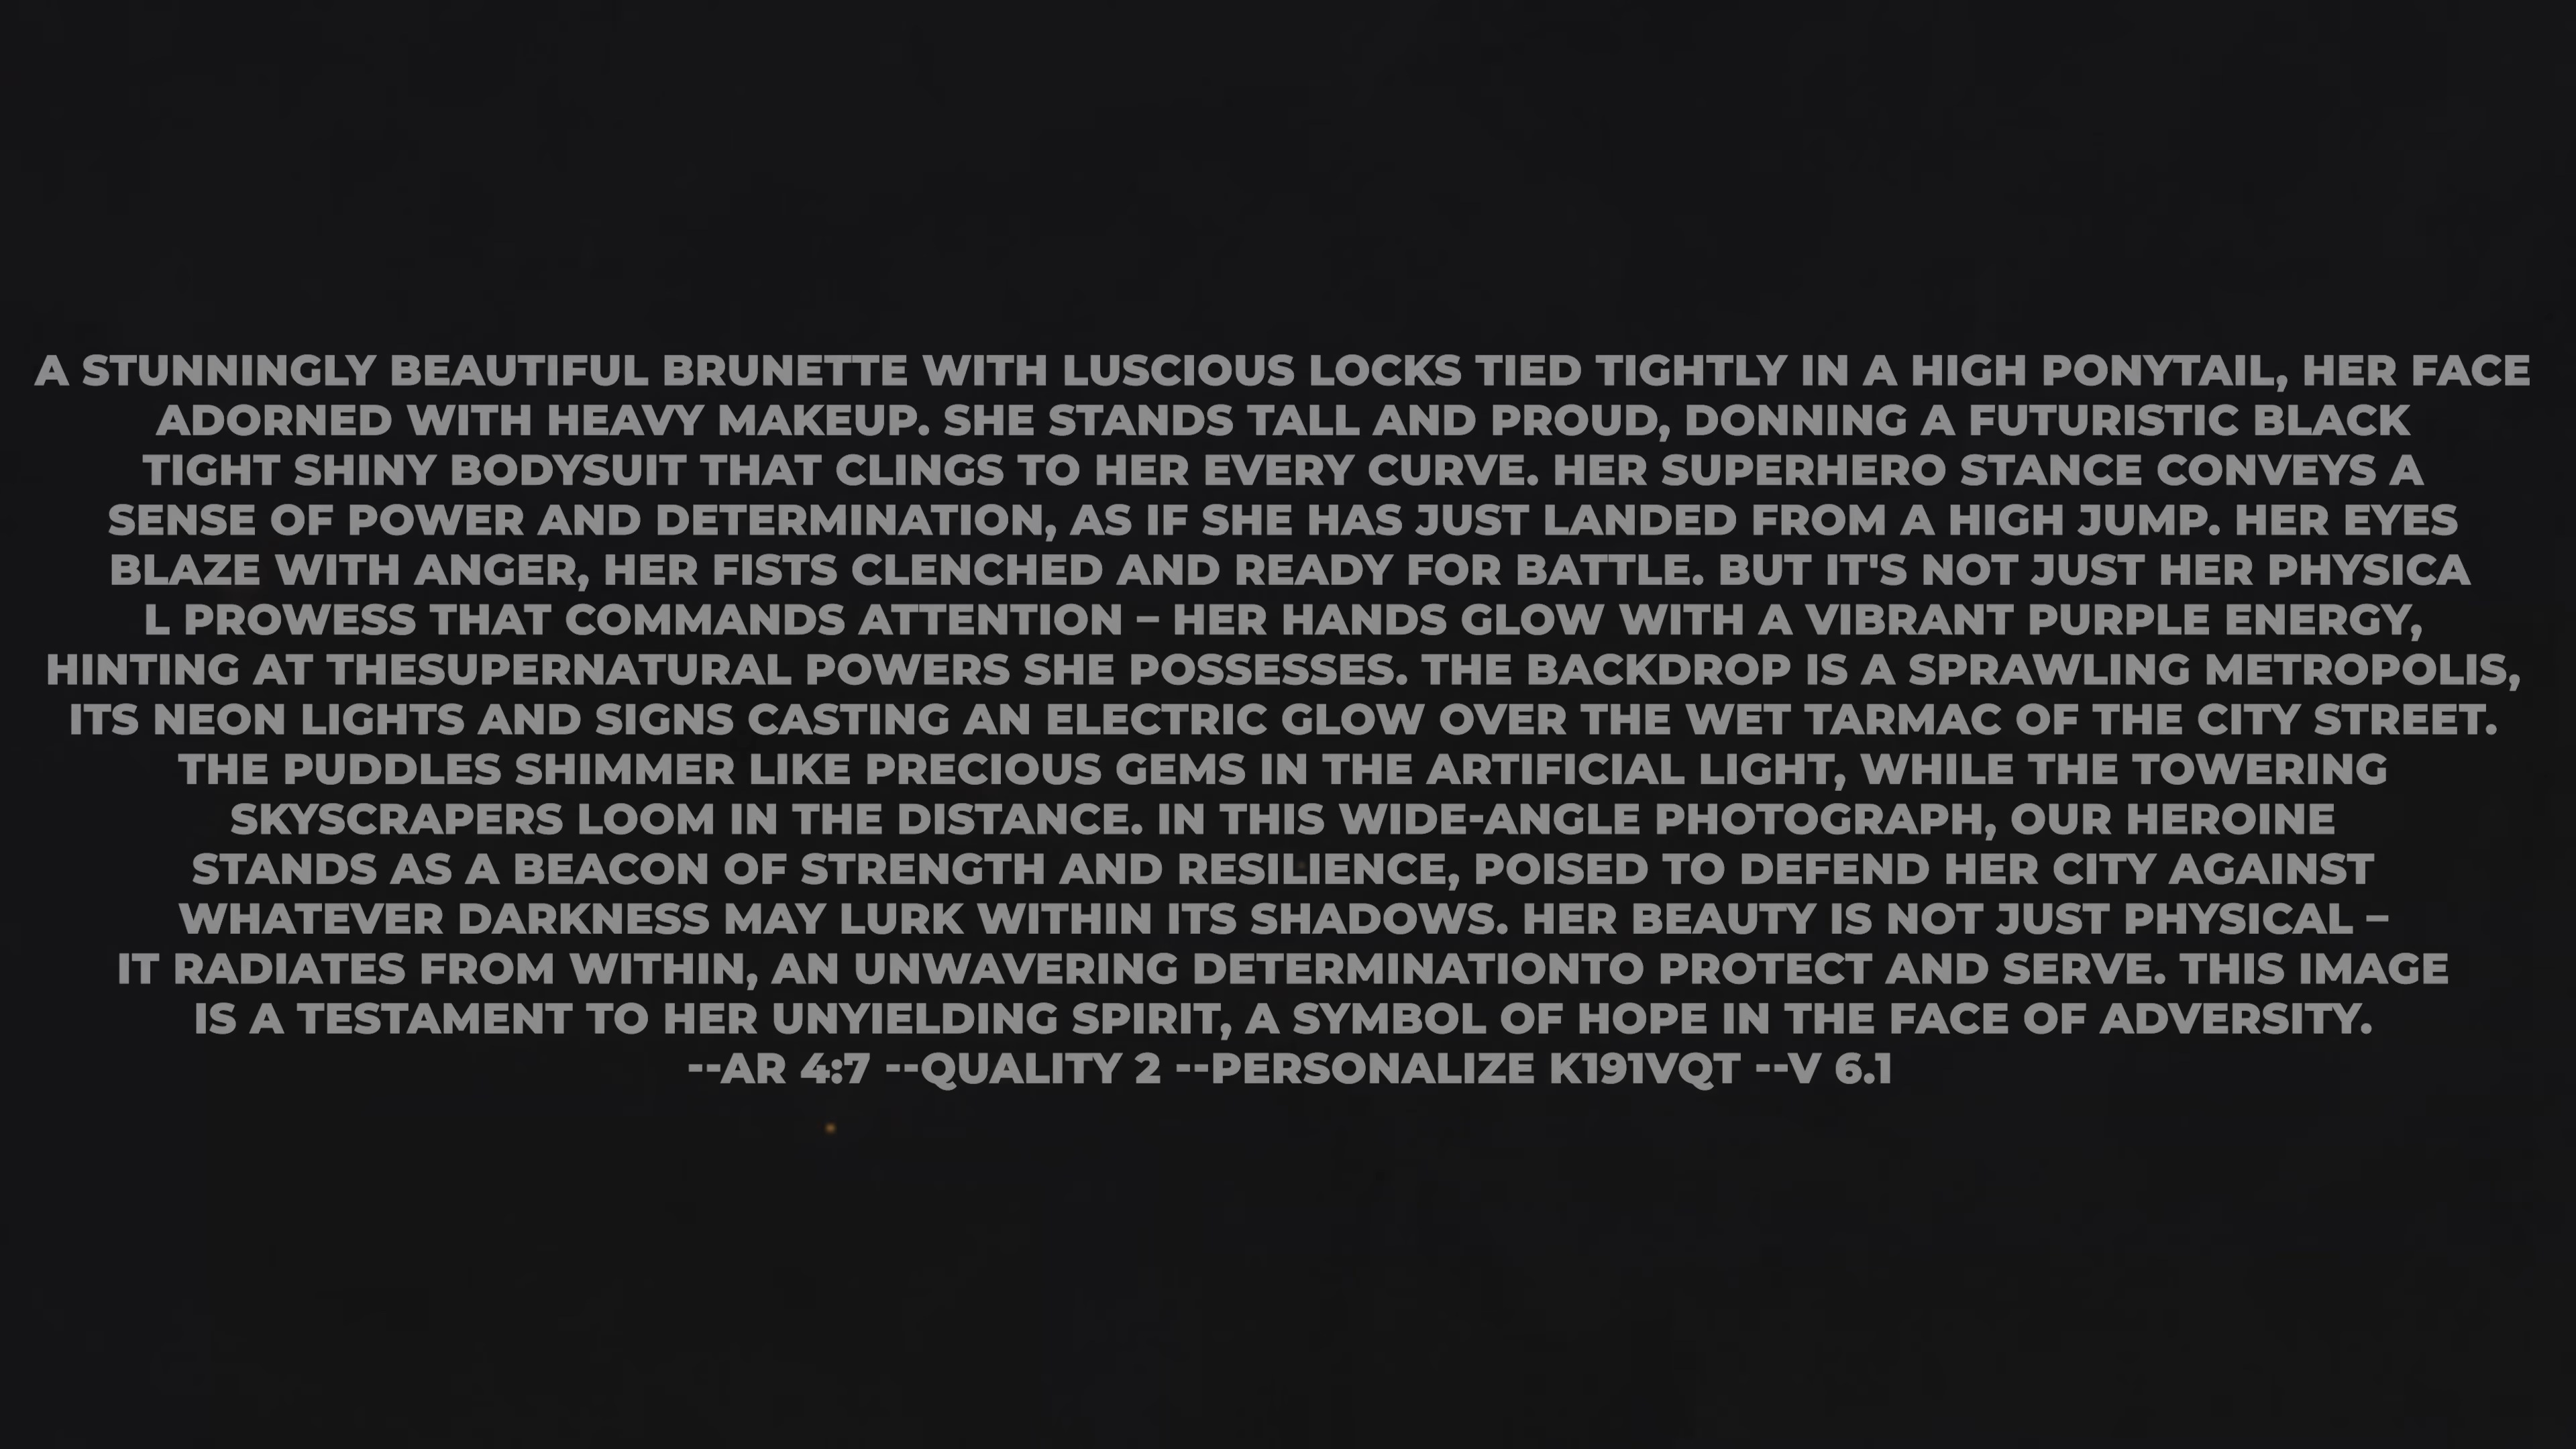 A STUNNINGLY BEAUTIFUL BRUNETTE WITH LUSCIOUS LOCKS TIED TIGHTLY IN A HIGH PONYTAIL, HER FACE
ADORNED WITH HEAVY MAKEUP. SHE STANDS TALL AND PROUD, DONNING A FUTURISTIC BLACK
TIGHT SHINY BODYSUIT THAT CLINGS TO HER EVERY CURVE. HER SUPERHERO STANCE CONVEYS A
SENSE OF POWER AND DETERMINATION, AS IF SHE HAS JUST LANDED FROM A HIGH JUMP. HER EYES
BLAZE WITH ANGER, HER FISTS CLENCHED AND READY FOR BATTLE. BUT IT'S NOT JUST HER PHYSICA
L PROWESS THAT COMMANDS ATTENTION – HER HANDS GLOW WITH A VIBRANT PURPLE ENERGY,
HINTING AT THESUPERNATURAL POWERS SHE POSSESSES. THE BACKDROP IS A SPRAWLING METROPOLIS,
ITS NEON LIGHTS AND SIGNS CASTING AN ELECTRIC GLOW OVER THE WET TARMAC OF THE CITY STREET.
THE PUDDLES SHIMMER LIKE PRECIOUS GEMS IN THE ARTIFICIAL LIGHT, WHILE THE TOWERING
SKYSCRAPERS LOOM IN THE DISTANCE. IN THIS WIDE-ANGLE PHOTOGRAPH, OUR HEROINE
STANDS AS A BEACON OF STRENGTH AND RESILIENCE, POISED TO DEFEND HER CITY AGAINST
WHATEVER DARKNESS MAY LURK WITHIN ITS SHADOWS. HER BEAUTY IS NOT JUST PHYSICAL –
IT RADIATES FROM WITHIN, AN UNWAVERING DETERMINATIONTO PROTECT AND SERVE. THIS IMAGE
IS A TESTAMENT TO HER UNYIELDING SPIRIT, A SYMBOL OF HOPE IN THE FACE OF ADVERSITY.
--AR 4:7 --QUALITY 2 --PERSONALIZE K191VQT --V 6.1